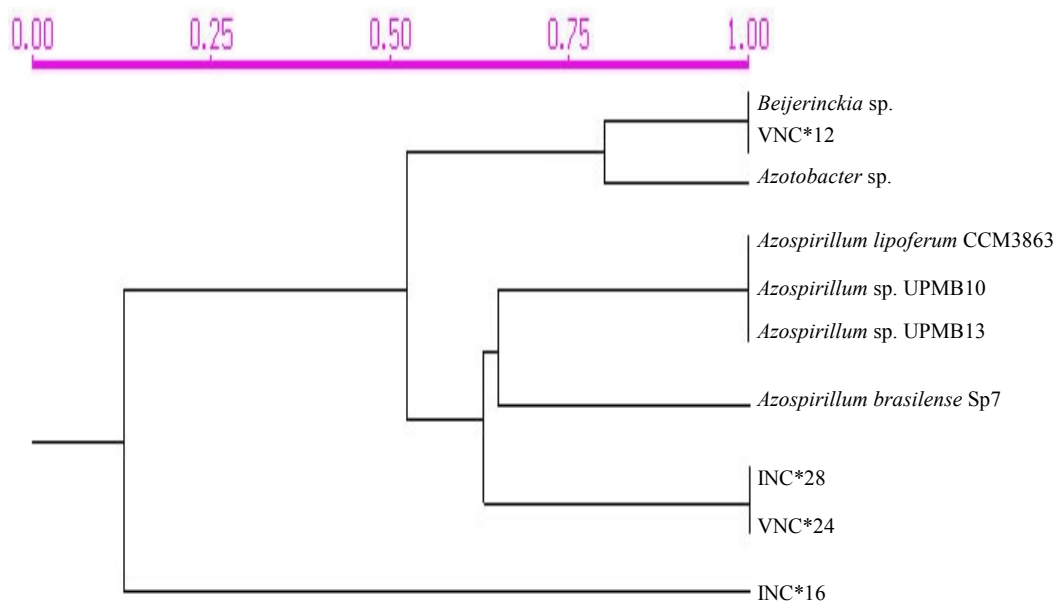 0.00 0.25 0.50 0.75 1.00
Beijerinckia sp.
VNC*12
Azotobacter sp.
Azospirillum lipoferum CCM3863
Azospirillum sp. UPMB10
Azospirillum sp. UPMB13
Azospirillum brasilense Sp7
INC*28
VNC*24
INC*16